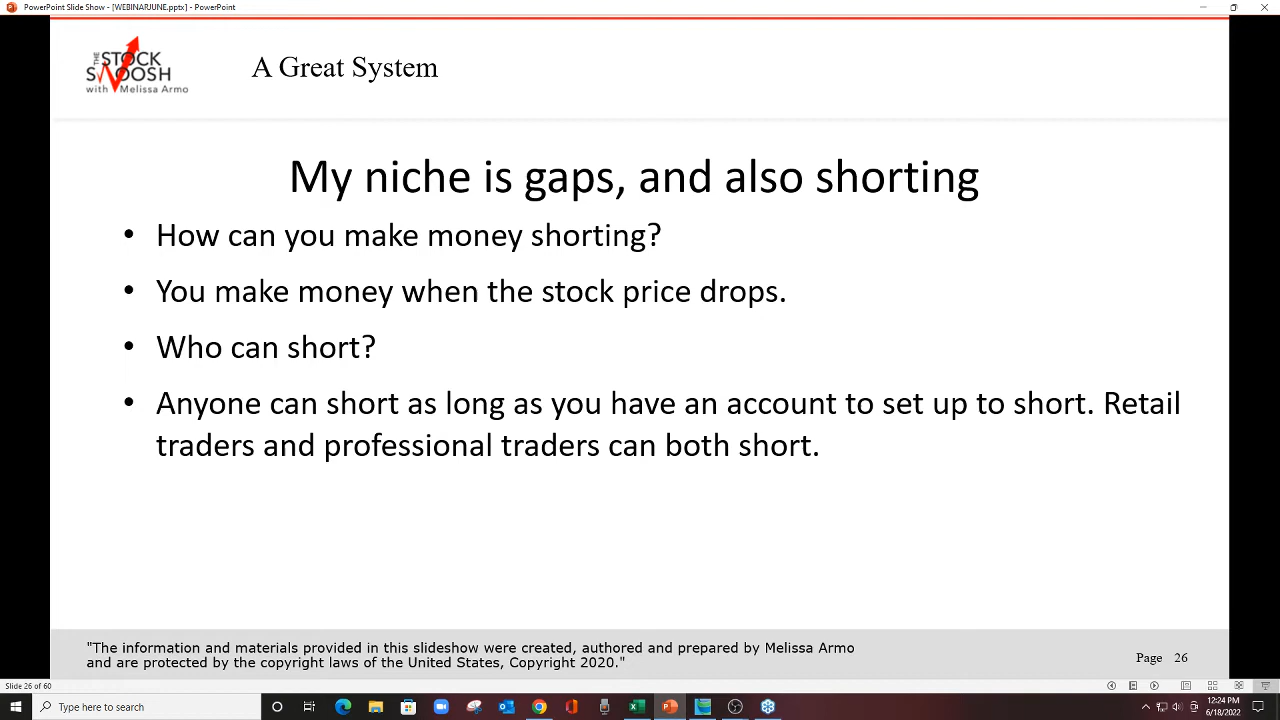 PowerPoint Slide Show - [WEBINARJUNE.pptx] - PowerPoint
THE STOCK
SWOOSH
with Melissa Armo
A Great System
My niche is gaps, and also shorting
• How can you make money shorting?
• You make money when the stock price drops.
• Who can short?
• Anyone can short as long as you have an account to set up to short. Retail
traders and professional traders can both short.
"The information and materials provided in this slideshow were created, authored and prepared by Melissa Armo
and are protected by the copyright laws of the United States, Copyright 2020."
Page 26
Slide 26 of 60
Type here to search
12:24 PM
6/18/2022